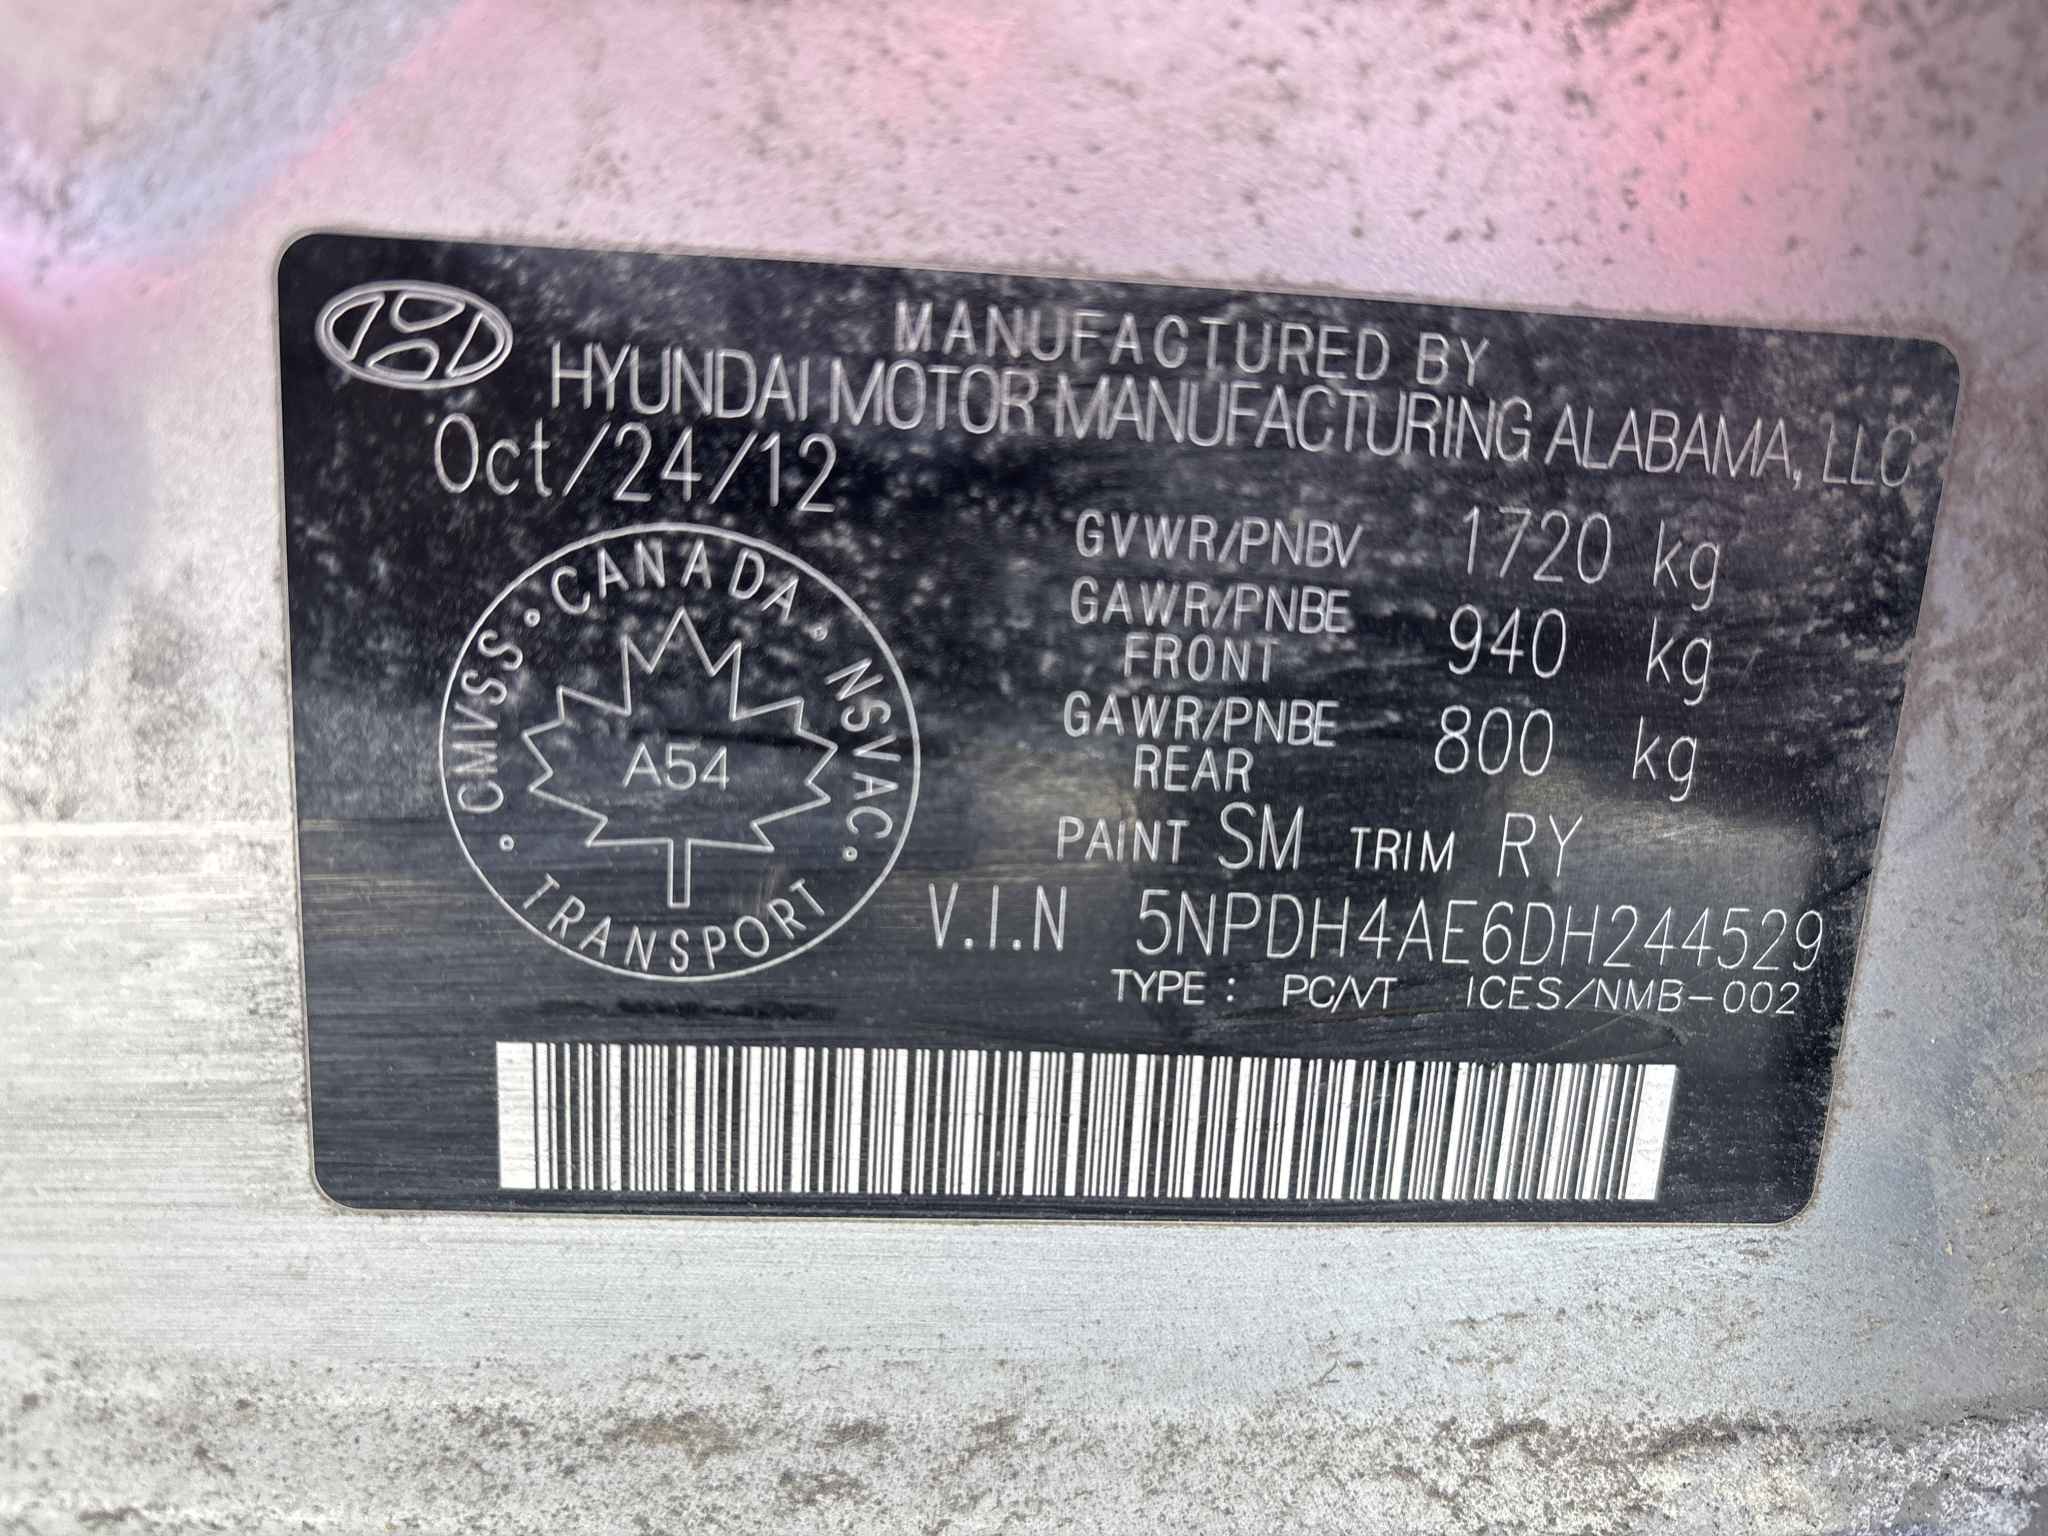 MANUFACTURED BY
HYUNDAI MOTOR MANUFACTURING ALABAMA, LLC
Oct/24/12
CMVSS · CANADA · NSVAC · TRANSPORT ·
A54
GVWR/PNBV 1720 kg
GAWR/PNBE FRONT 940 kg
GAWR/PNBE REAR 800 kg
PAINT SM TRIM RY
V.I.N 5NPDH4AE6DH244529
TYPE : PC/VT ICES/NMB-002